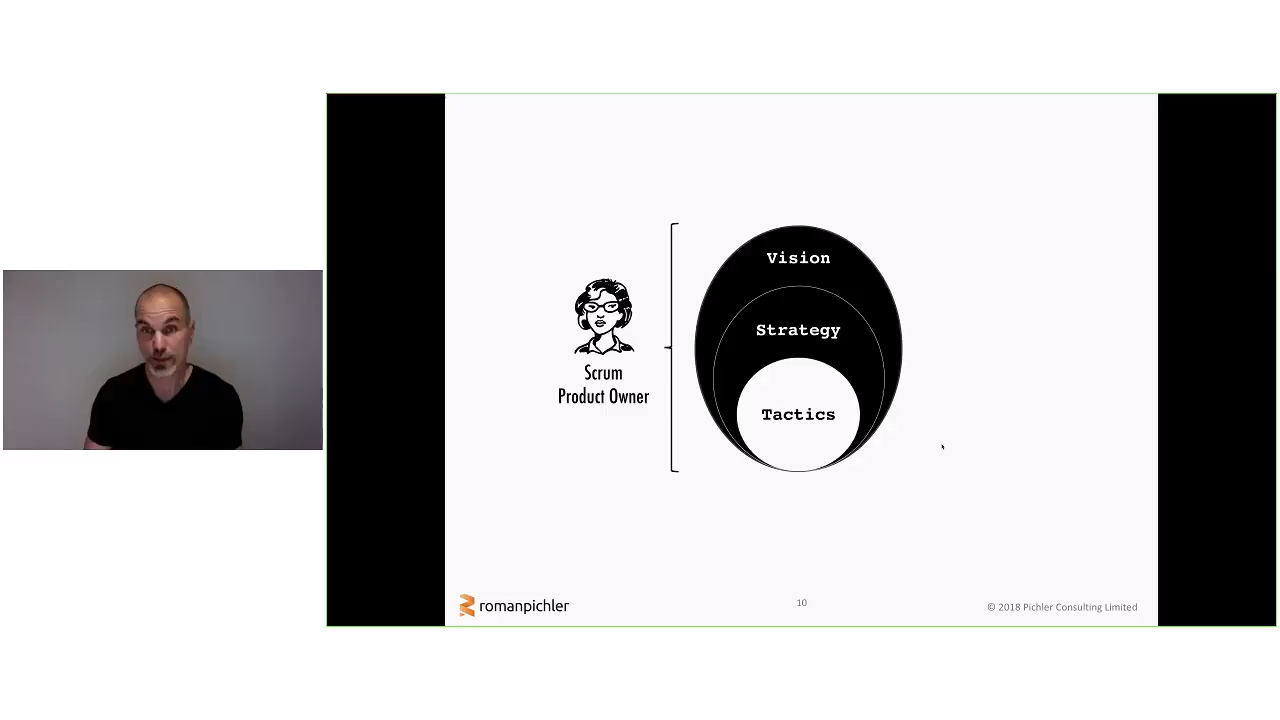 Vision
Strategy
Tactics
Scrum
Product Owner
romanpichler
10
© 2018 Pichler Consulting Limited